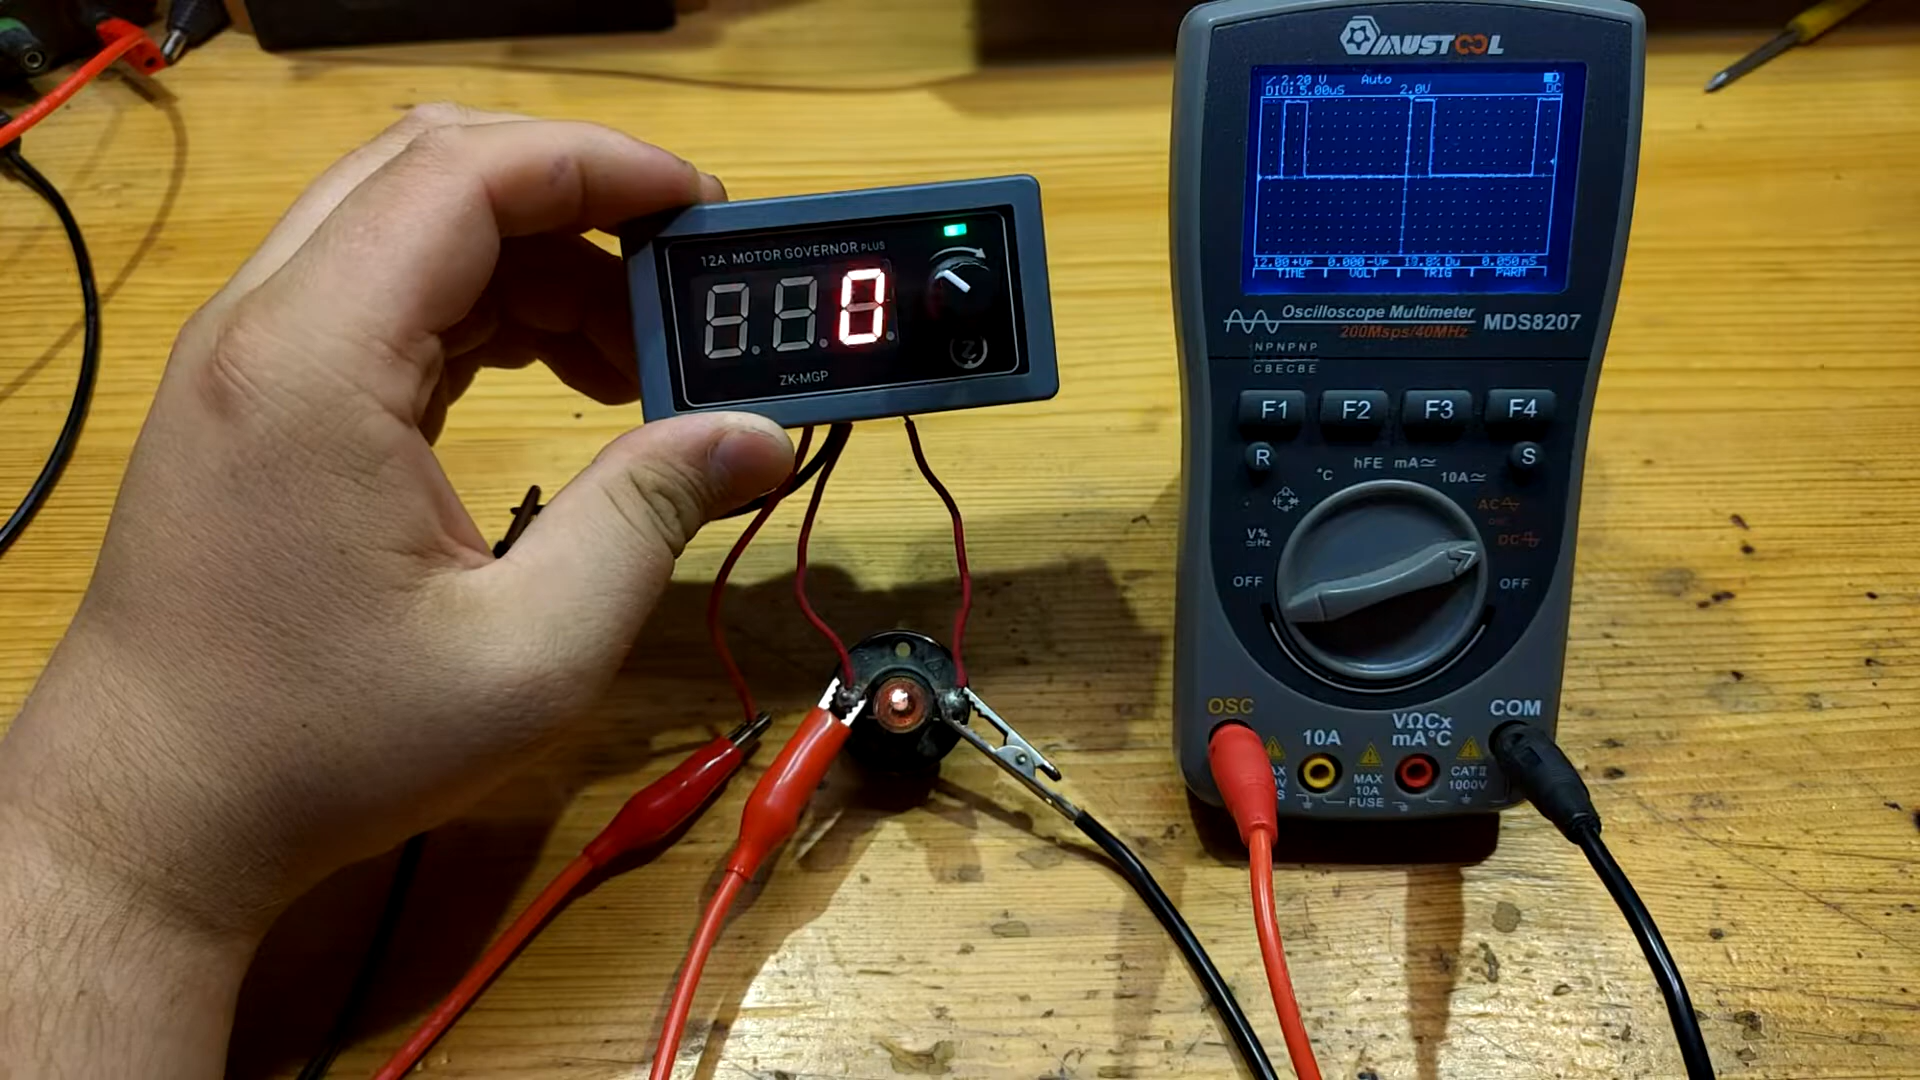 12A MOTOR GOVERNOR PLUS
0
ZK-MGP
MUSTOOL
2.20 V Auto
DIV: 5.00uS 2.0V DC
12.00+Vp 0.000-Vp 19.8% Du 0.050mS
TIME VOLT TRIG PARM
Oscilloscope Multimeter
200Msps/40MHz
MDS8207
NPNPNP
CBECBE
F1 F2 F3 F4
R S
°C hFE mA 10A
AC
OSC
V%
Hz
DC
OFF OFF
OSC COM
10A VΩCx
mA°C
MAX
10A
FUSE
CAT II
1000V